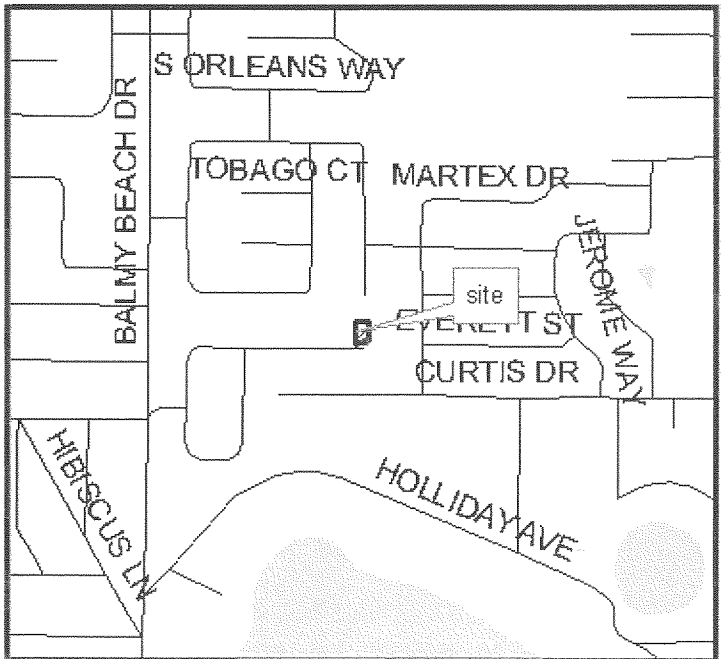 S ORLEANS WAY
BALMY BEACH DR
TOBAGO CT
MARTEX DR
JEROME WAY
site
EVERETT ST
CURTIS DR
HIBISCUS LN
HOLLIDAY AVE